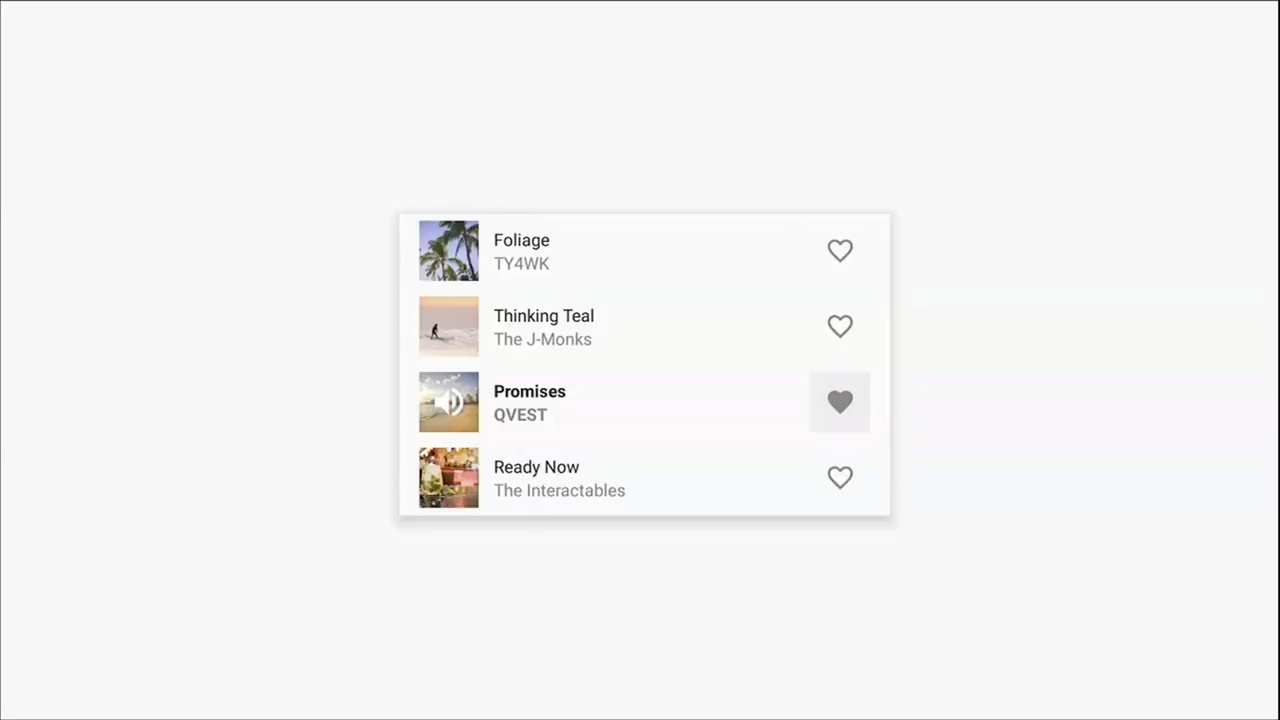 Foliage
TY4WK
Thinking Teal
The J-Monks
Promises
QVEST
Ready Now
The Interactables